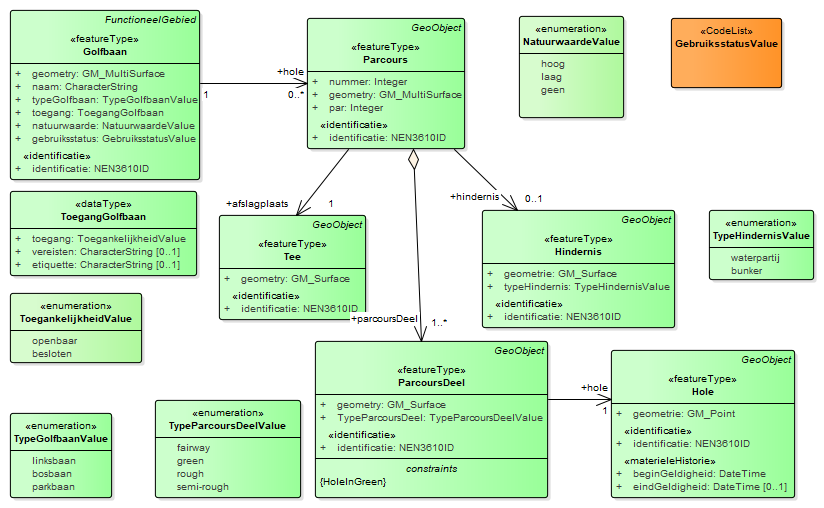 FunctioneelGebied
«featureType»
Golfbaan
+ geometry: GM_MultiSurface
+ naam: CharacterString
+ typeGolfbaan: TypeGolfbaanValue
+ toegang: ToegangGolfbaan
+ natuurwaarde: NatuurwaardeValue
+ gebruiksstatus: GebruiksstatusValue
«identificatie»
+ identificatie: NEN3610ID
+hole
1
0..*
GeoObject
«featureType»
Parcours
+ nummer: Integer
+ geometry: GM_MultiSurface
+ par: Integer
«identificatie»
+ identificatie: NEN3610ID
«enumeration»
NatuurwaardeValue
hoog
laag
geen
«CodeList»
GebruiksstatusValue
«dataType»
ToegangGolfbaan
+ toegang: ToegankelijkheidValue
+ vereisten: CharacterString [0..1]
+ etiquette: CharacterString [0..1]
+afslagplaats
1
+hindernis
0..1
GeoObject
«featureType»
Tee
+ geometry: GM_Surface
«identificatie»
+ identificatie: NEN3610ID
GeoObject
«featureType»
Hindernis
+ geometrie: GM_Surface
+ typeHindernis: TypeHindernisValue
«identificatie»
+ identificatie: NEN3610ID
«enumeration»
TypeHindernisValue
waterpartij
bunker
«enumeration»
ToegankelijkheidValue
openbaar
besloten
+parcoursDeel
1..*
GeoObject
«featureType»
ParcoursDeel
+ geometry: GM_Surface
+ TypeParcoursDeel: TypeParcoursDeelValue
«identificatie»
+ identificatie: NEN3610ID
constraints
{HoleInGreen}
+hole
1
GeoObject
«featureType»
Hole
+ geometrie: GM_Point
«identificatie»
+ identificatie: NEN3610ID
«materieleHistorie»
+ beginGeldigheid: DateTime
+ eindGeldigheid: DateTime [0..1]
«enumeration»
TypeGolfbaanValue
linksbaan
bosbaan
parkbaan
«enumeration»
TypeParcoursDeelValue
fairway
green
rough
semi-rough